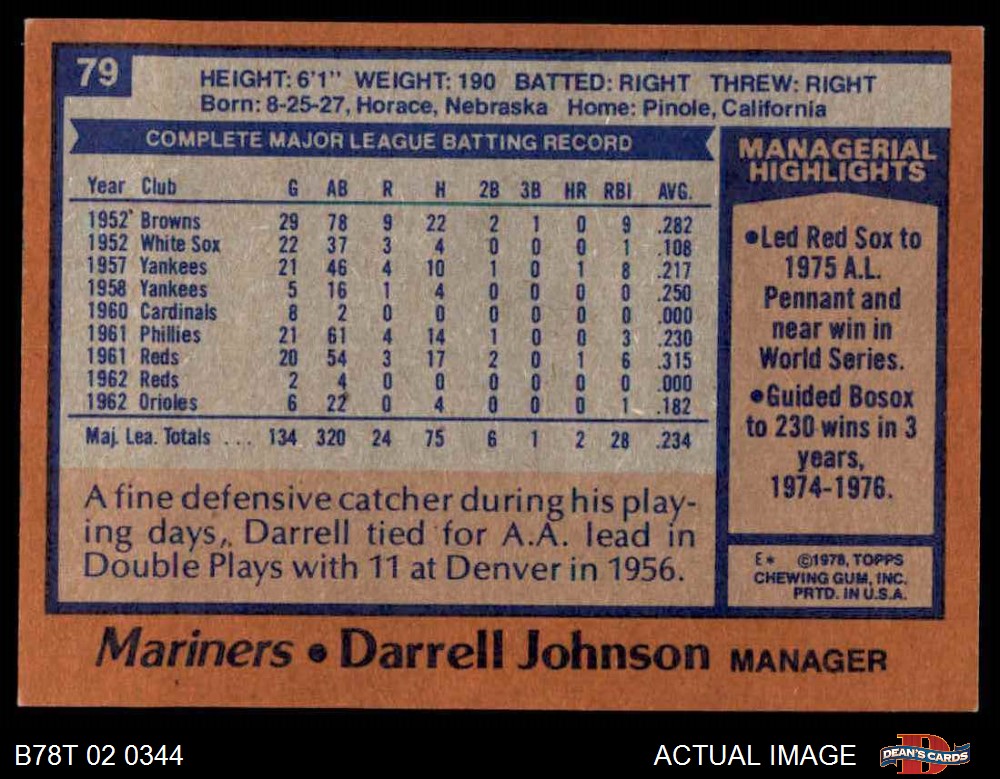 79
HEIGHT: 6'1" WEIGHT: 190 BATTED: RIGHT THREW: RIGHT
Born: 8-25-27, Horace, Nebraska Home: Pinole, California
COMPLETE MAJOR LEAGUE BATTING RECORD
Year Club G AB R H 2B 3B HR RBI AVG.
1952 Browns 29 78 9 22 2 1 0 9 .282
1952 White Sox 22 37 3 4 0 0 0 1 .108
1957 Yankees 21 46 4 10 1 0 1 8 .217
1958 Yankees 5 16 1 4 0 0 0 0 .250
1960 Cardinals 8 2 0 0 0 0 0 0 .000
1961 Phillies 21 61 4 14 1 0 0 3 .230
1961 Reds 20 54 3 17 2 0 1 6 .315
1962 Reds 2 4 0 0 0 0 0 0 .000
1962 Orioles 6 22 0 4 0 0 0 1 .182
Maj. Lea. Totals ... 134 320 24 75 6 1 2 28 .234
A fine defensive catcher during his play-
ing days, Darrell tied for A.A. lead in
Double Plays with 11 at Denver in 1956.
MANAGERIAL
HIGHLIGHTS
•Led Red Sox to
1975 A.L.
Pennant and
near win in
World Series.
•Guided Bosox
to 230 wins in 3
years,
1974-1976.
E* ©1978, TOPPS
CHEWING GUM, INC.
PRTD. IN U.S.A.
Mariners • Darrell Johnson MANAGER
B78T 02 0344
ACTUAL IMAGE
DEAN'S CARDS